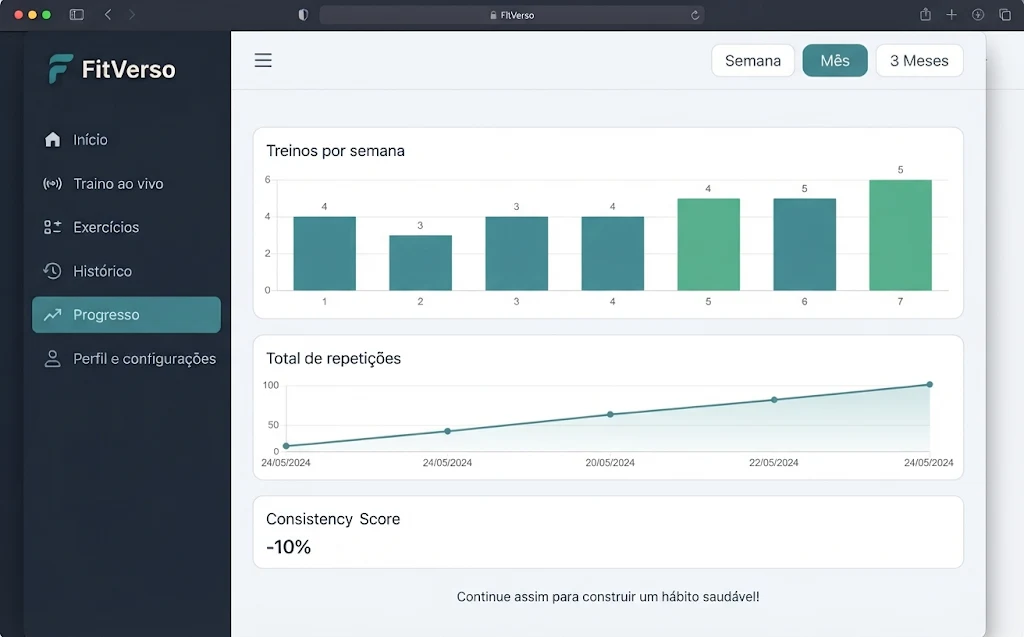 FitVerso
FitVerso
Semana
Mês
3 Meses
Início
Traino ao vivo
Exercícios
Histórico
Progresso
Perfil e configurações
Treinos por semana
6
4
2
0
4
3
3
4
4
5
5
1
2
3
4
5
6
7
Total de repetições
100
50
0
24/05/2024
24/05/2024
20/05/2024
22/05/2024
24/05/2024
Consistency Score
-10%
Continue assim para construir um hábito saudável!